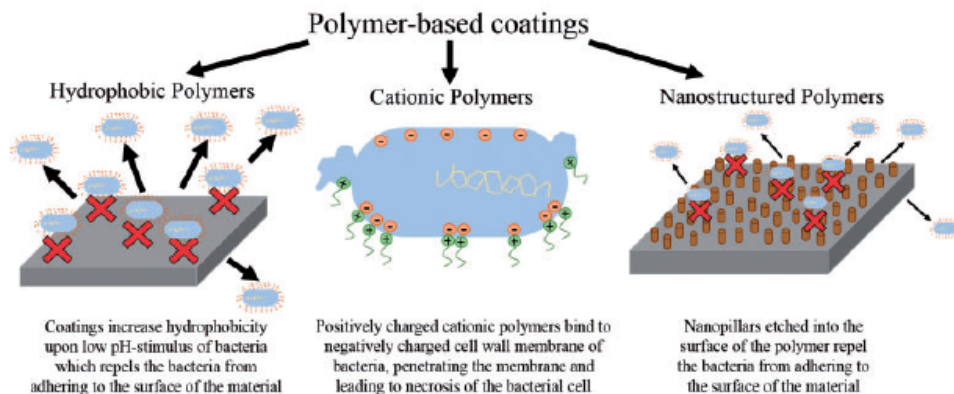 Polymer-based coatings
Hydrophobic Polymers
Cationic Polymers
Nanostructured Polymers
Coatings increase hydrophobicity
upon low pH-stimulus of bacteria
which repels the bacteria from
adhering to the surface of the material
Positively charged cationic polymers bind to
negatively charged cell wall membrane of
bacteria, penetrating the membrane and
leading to necrosis of the bacterial cell
Nanopillars etched into the
surface of the polymer repel
the bacteria from adhering to
the surface of the material